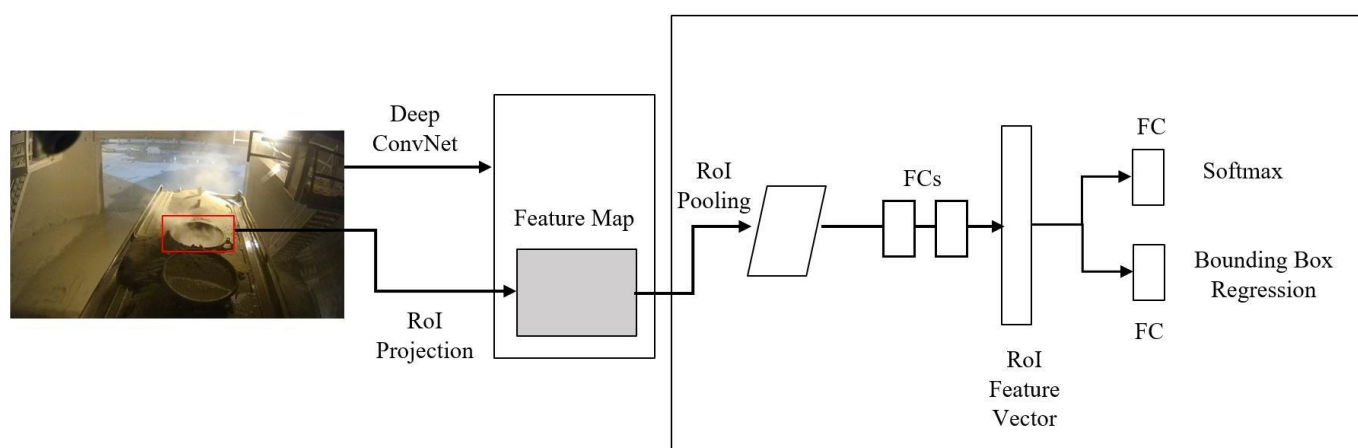 Deep
ConvNet
RoI
Projection
Feature Map
RoI
Pooling
FCs
RoI
Feature
Vector
FC
Softmax
Bounding Box
Regression
FC